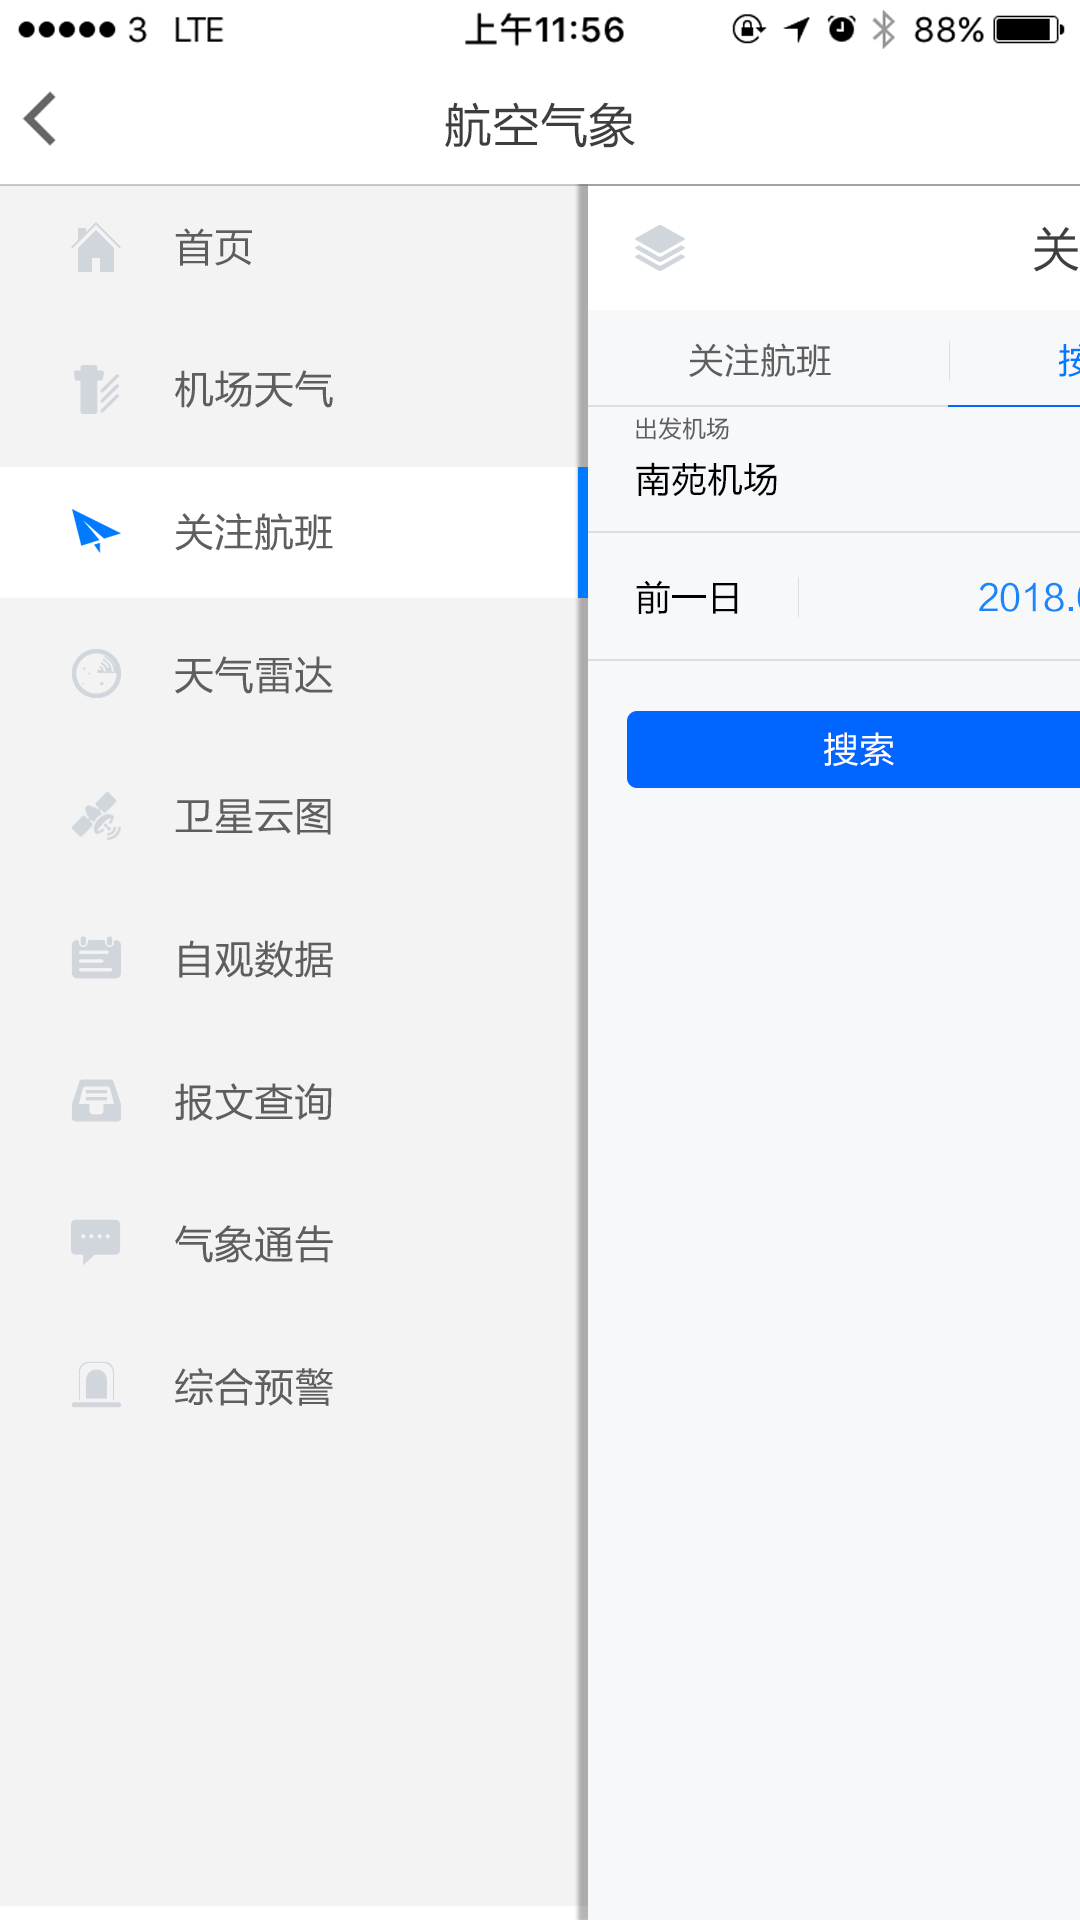 3 LTE 上午11:56 88%
航空气象
首页
机场天气
关注航班
天气雷达
卫星云图
自观数据
报文查询
气象通告
综合预警
关
关注航班
出发机场
南苑机场
前一日 2018.
搜索